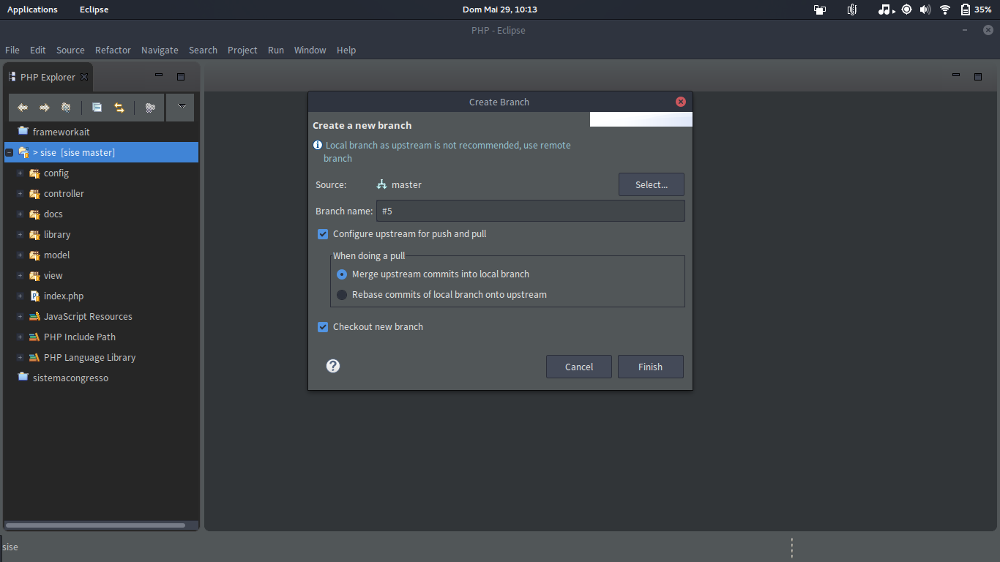 Applications Eclipse Dom Mai 29, 10:13 35%
PHP - Eclipse
File Edit Source Refactor Navigate Search Project Run Window Help
PHP Explorer
frameworkait
> sise [sise master]
config
controller
docs
library
model
view
index.php
JavaScript Resources
PHP Include Path
PHP Language Library
sistemacongresso
Create Branch
Create a new branch
Local branch as upstream is not recommended, use remote
branch
Source: master Select...
Branch name: #5
Configure upstream for push and pull
When doing a pull
Merge upstream commits into local branch
Rebase commits of local branch onto upstream
Checkout new branch
Cancel Finish
sise